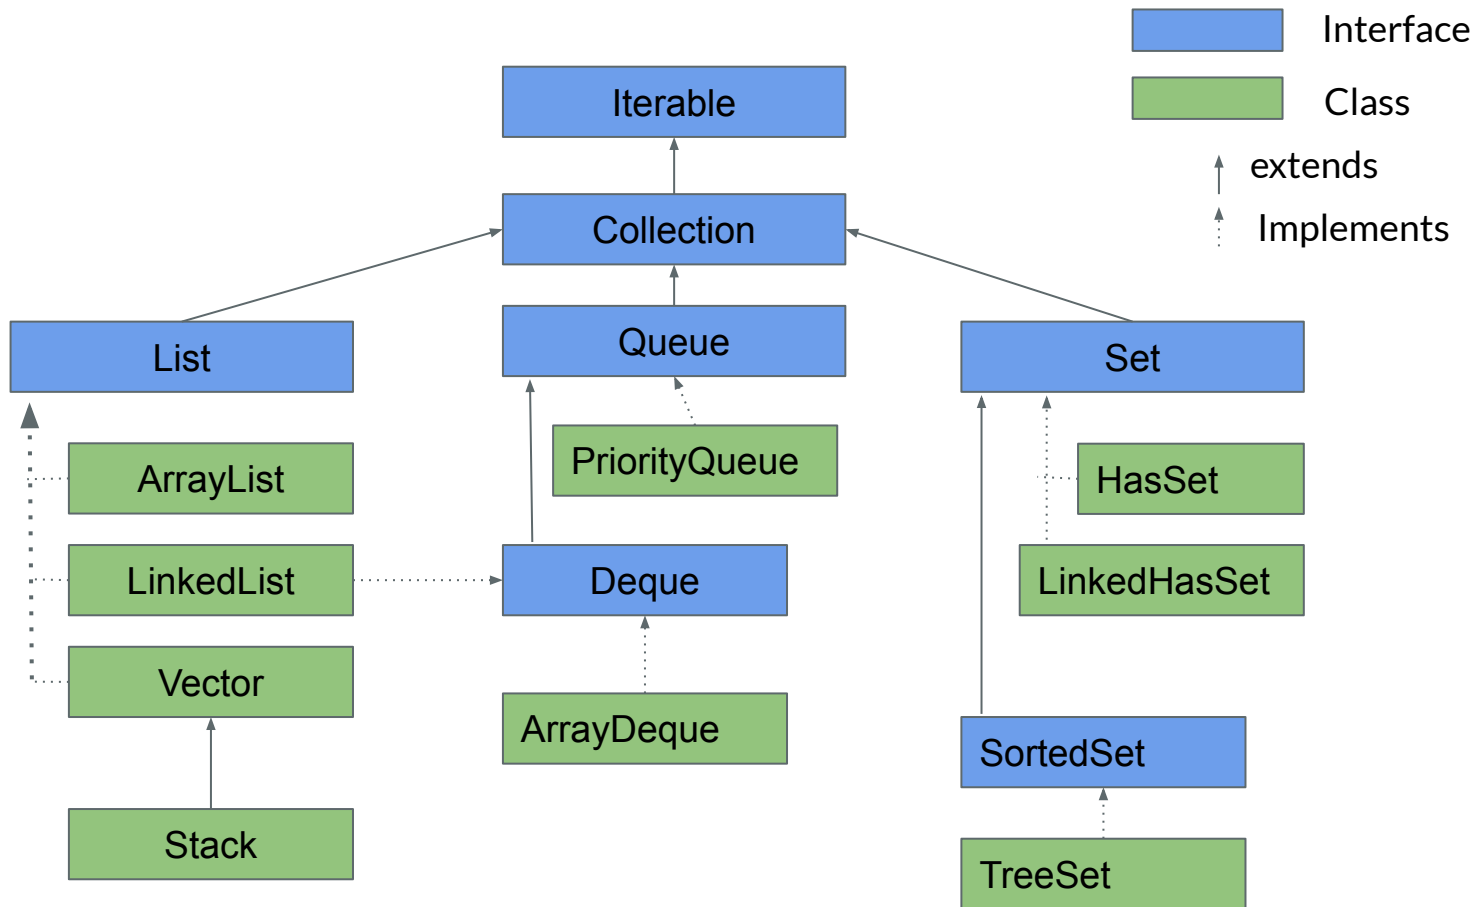 Interface
Class
extends
Implements
Iterable
Collection
List
Queue
Set
ArrayList
PriorityQueue
HasSet
LinkedList
Deque
LinkedHasSet
Vector
ArrayDeque
SortedSet
Stack
TreeSet